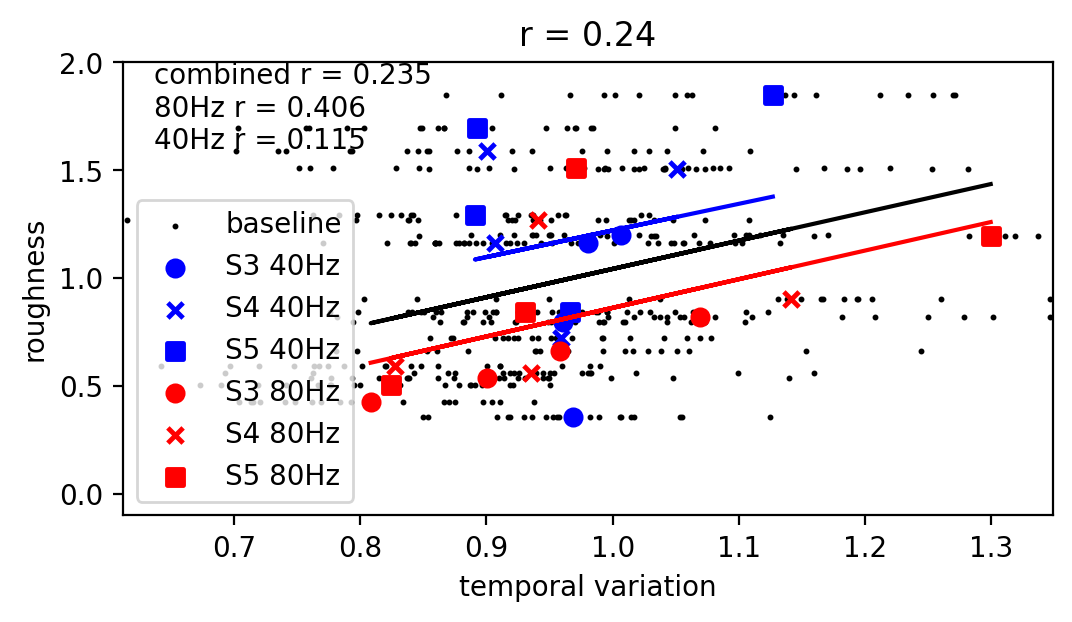 r = 0.24
combined r = 0.235
80Hz r = 0.406
40Hz r = 0.115
baseline
S3 40Hz
S4 40Hz
S5 40Hz
S3 80Hz
S4 80Hz
S5 80Hz
roughness
2.0
1.5
1.0
0.5
0.0
0.7 0.8 0.9 1.0 1.1 1.2 1.3
temporal variation